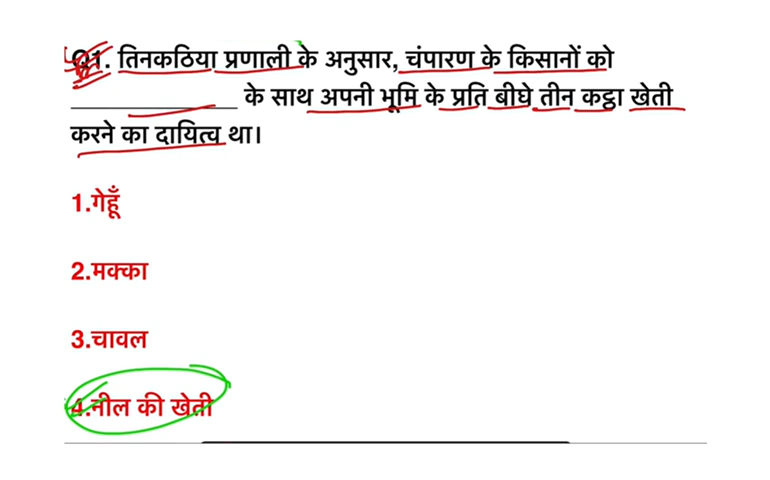 Q1. तिनकठिया प्रणाली के अनुसार, चंपारण के किसानों को
______________ के साथ अपनी भूमि के प्रति बीघे तीन कट्ठा खेती
करने का दायित्व था।
1.गेहूँ
2.मक्का
3.चावल
4.नील की खेती